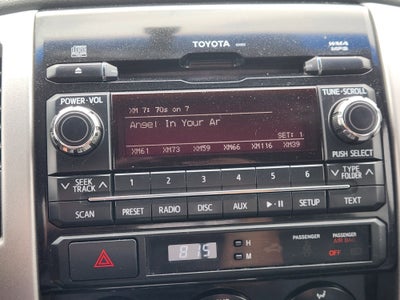 TOYOTA
WMA
MP3
POWER·VOL
TUNE·SCROLL
XM 7: 70s on 7
Angel In Your Ar
SET: 1
XM61 XM73 XM59 XM66 XM116 XM39
PUSH SELECT
SEEK TRACK
1 2 3 4 5 6
TYPE FOLDER
SCAN PRESET RADIO DISC AUX SETUP TEXT
8:15
H
M
PASSENGER
PASSENGER AIR BAG
OFF